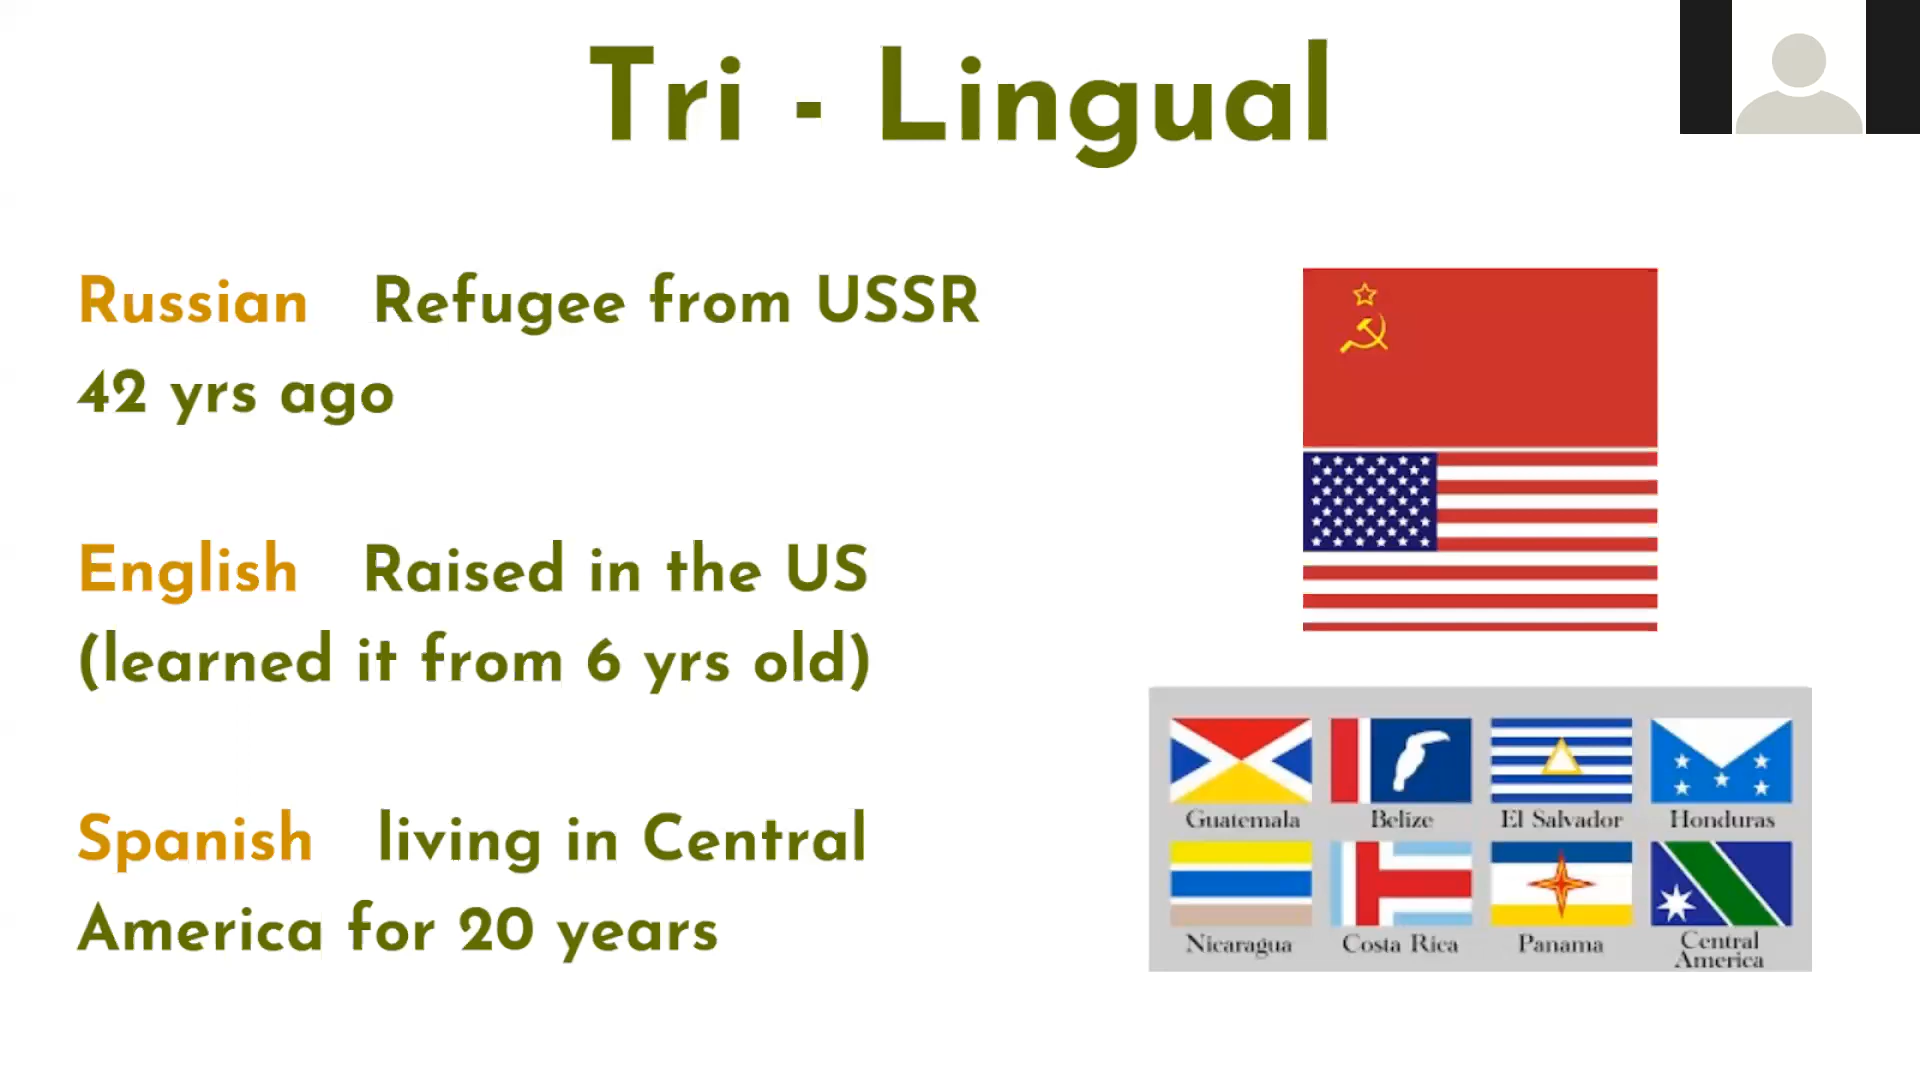 Tri - Lingual
Russian Refugee from USSR
42 yrs ago
English Raised in the US
(learned it from 6 yrs old)
Spanish living in Central
America for 20 years
Guatemala Belize El Salvador Honduras
Nicaragua Costa Rica Panama Central
America